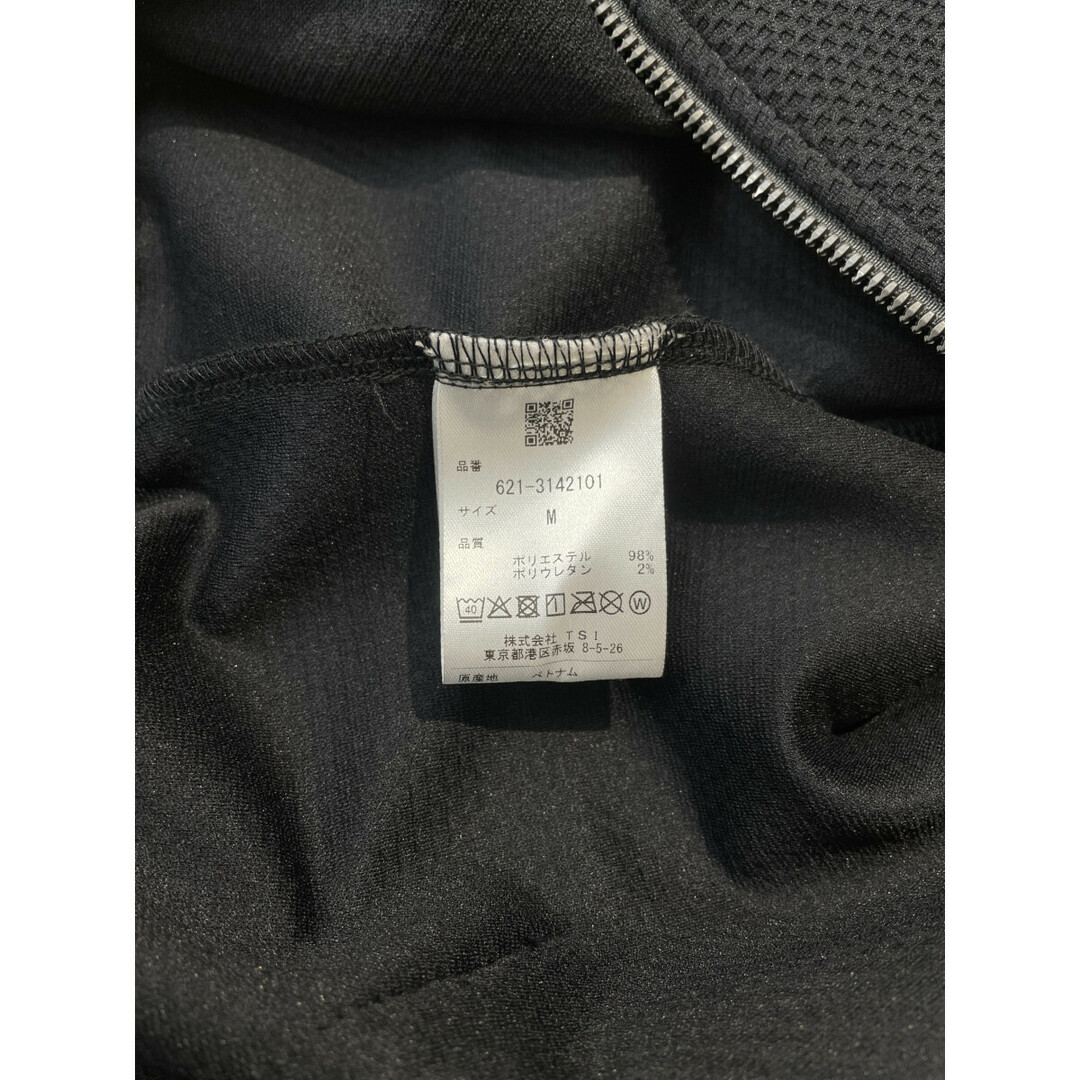 品番
621-3142101
サイズ
M
品質
ポリエステル 98%
ポリウレタン 2%
40 1 W
株式会社 TSI
東京都港区赤坂 8-5-26
原産地 ベトナム